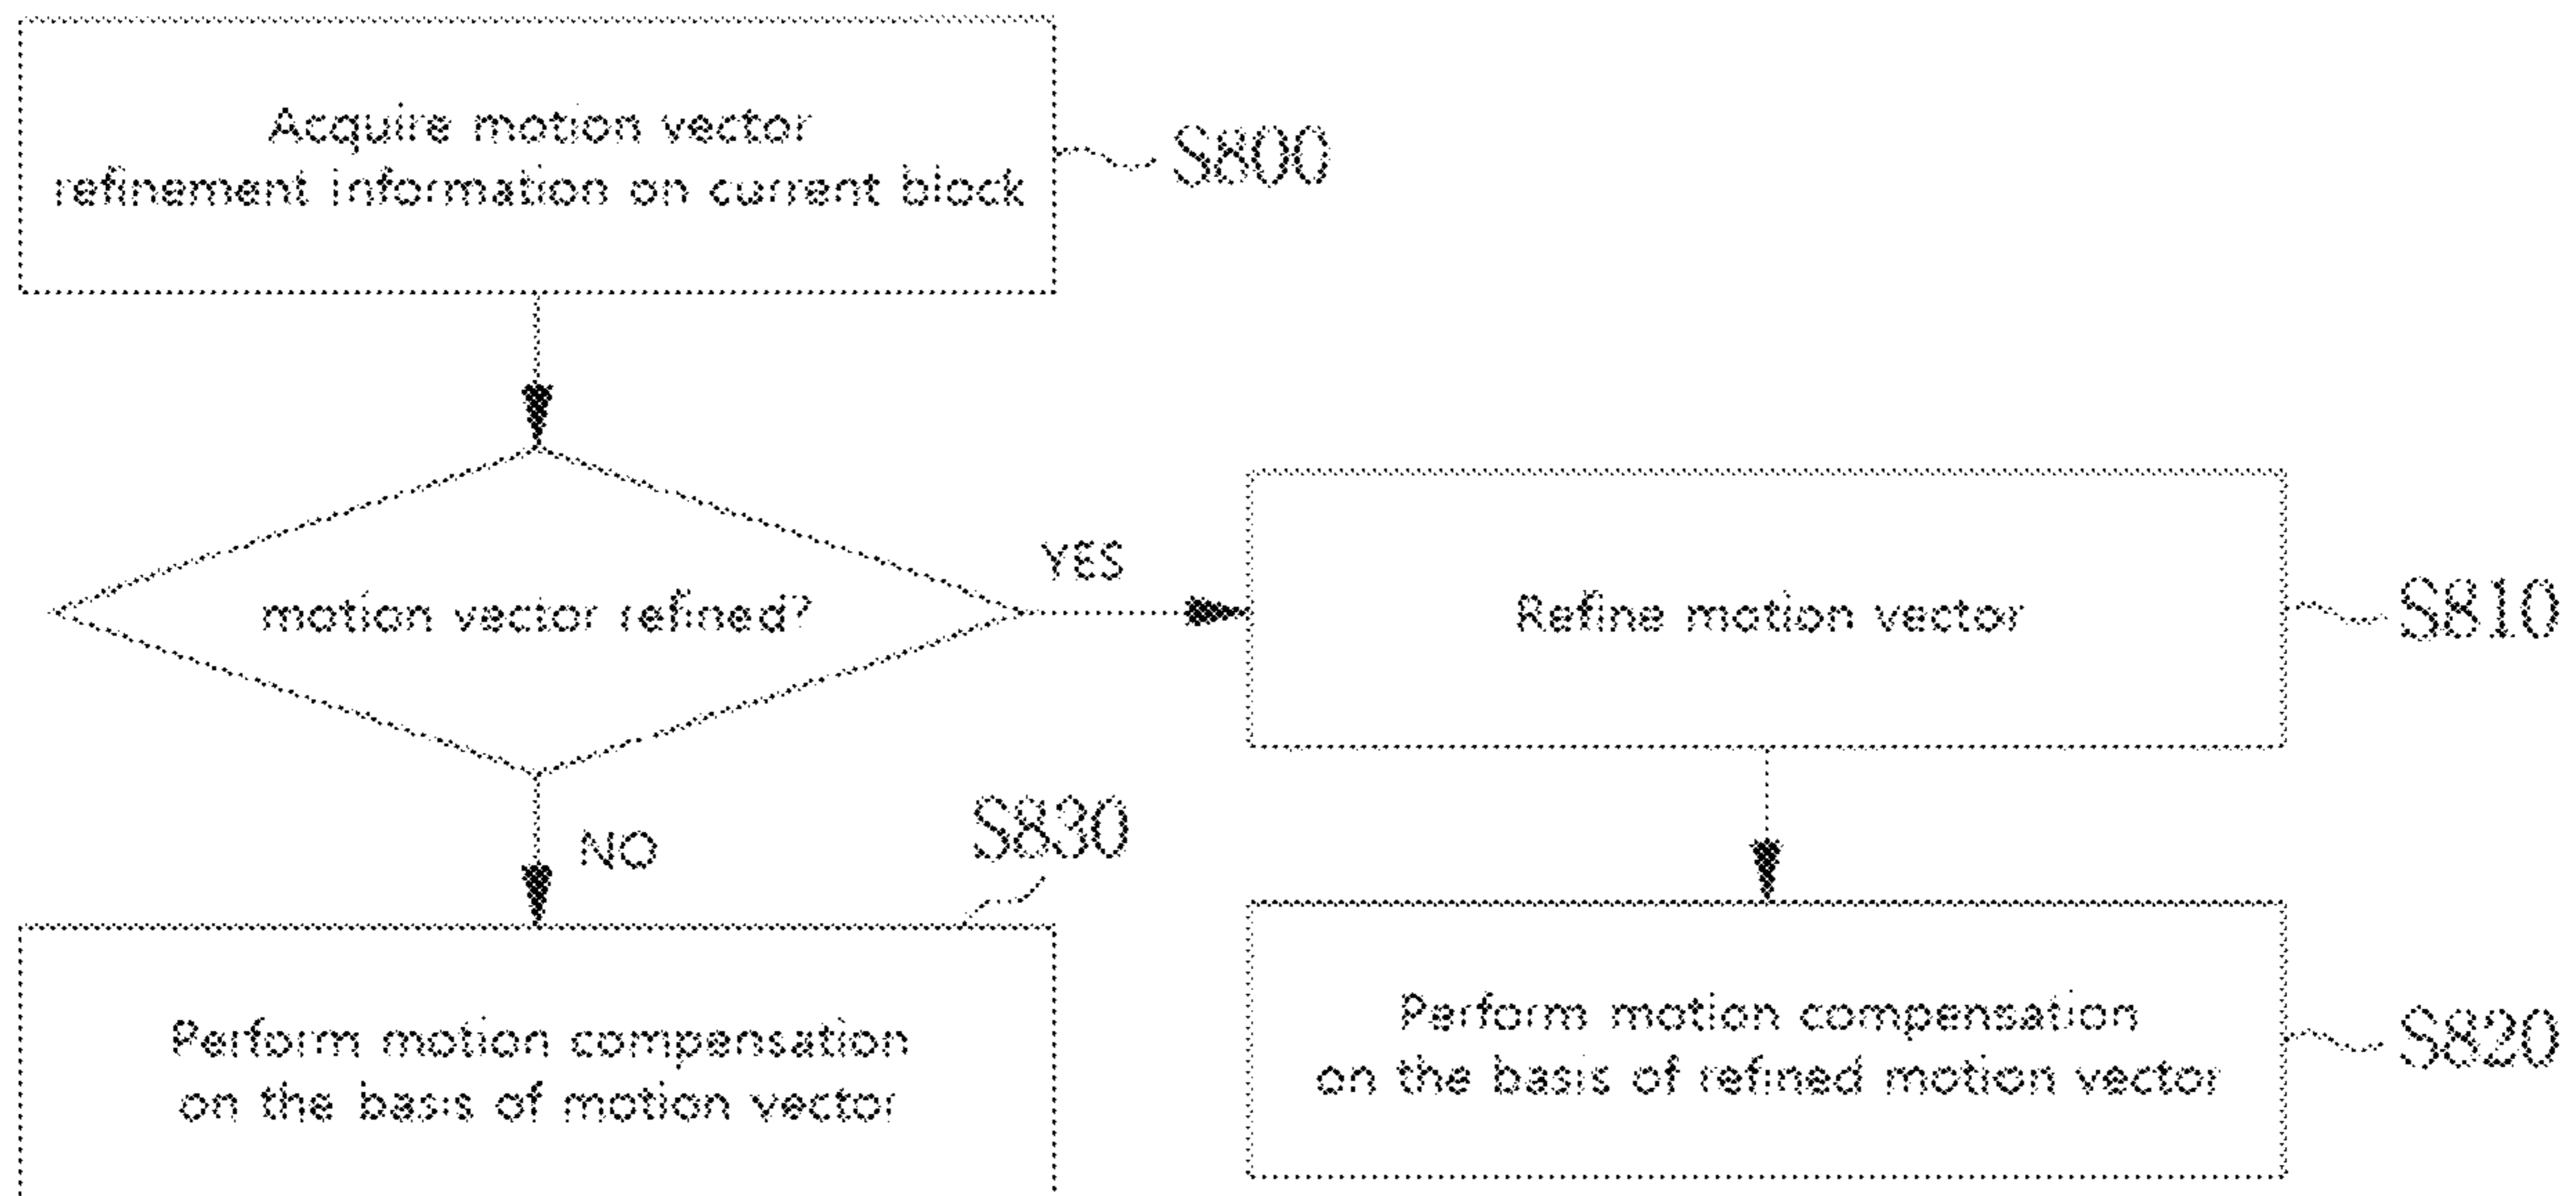 Acquire motion vector
refinement information on current block
S800
motion vector refined?
YES
Refine motion vector
S810
NO
S830
Perform motion compensation
on the basis of motion vector
Perform motion compensation
on the basis of refined motion vector
S820